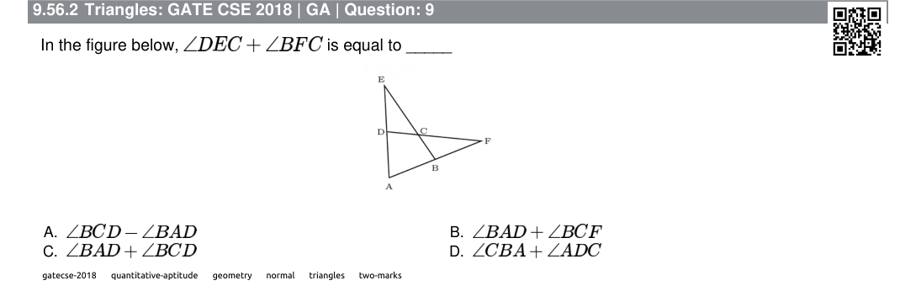 9.56.2 Triangles: GATE CSE 2018 | GA | Question: 9
In the figure below, ∠DEC + ∠BFC is equal to _____
E
D C
F
B
A
A. ∠BCD − ∠BAD B. ∠BAD + ∠BCF
C. ∠BAD + ∠BCD D. ∠CBA + ∠ADC
gatecse-2018 quantitative-aptitude geometry normal triangles two-marks